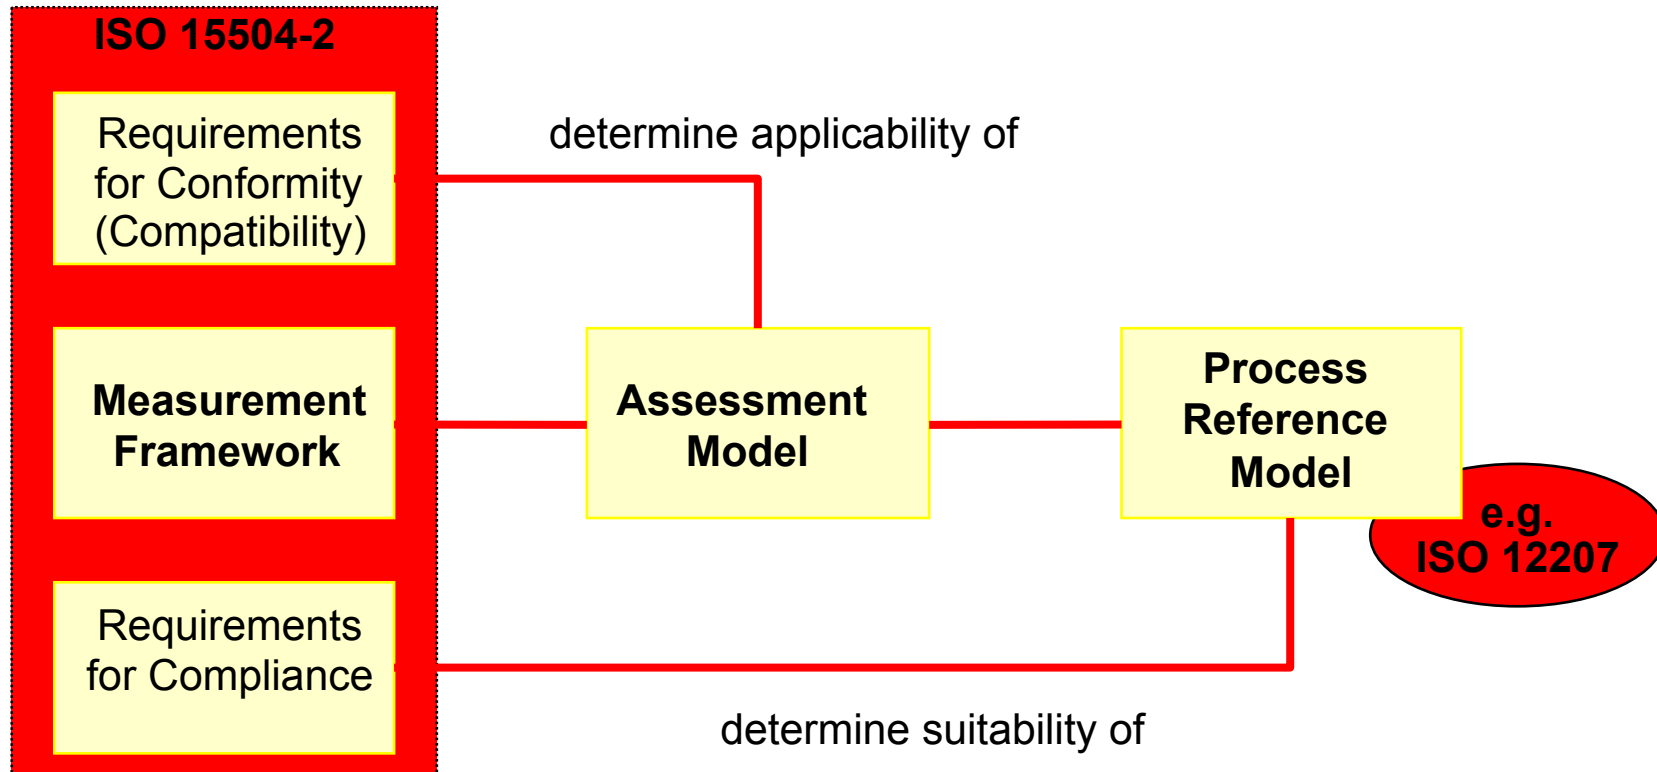 ISO 15504-2
Requirements
for Conformity
(Compatibility)
determine applicability of
Measurement
Framework
Assessment
Model
Process
Reference
Model
e.g.
ISO 12207
Requirements
for Compliance
determine suitability of